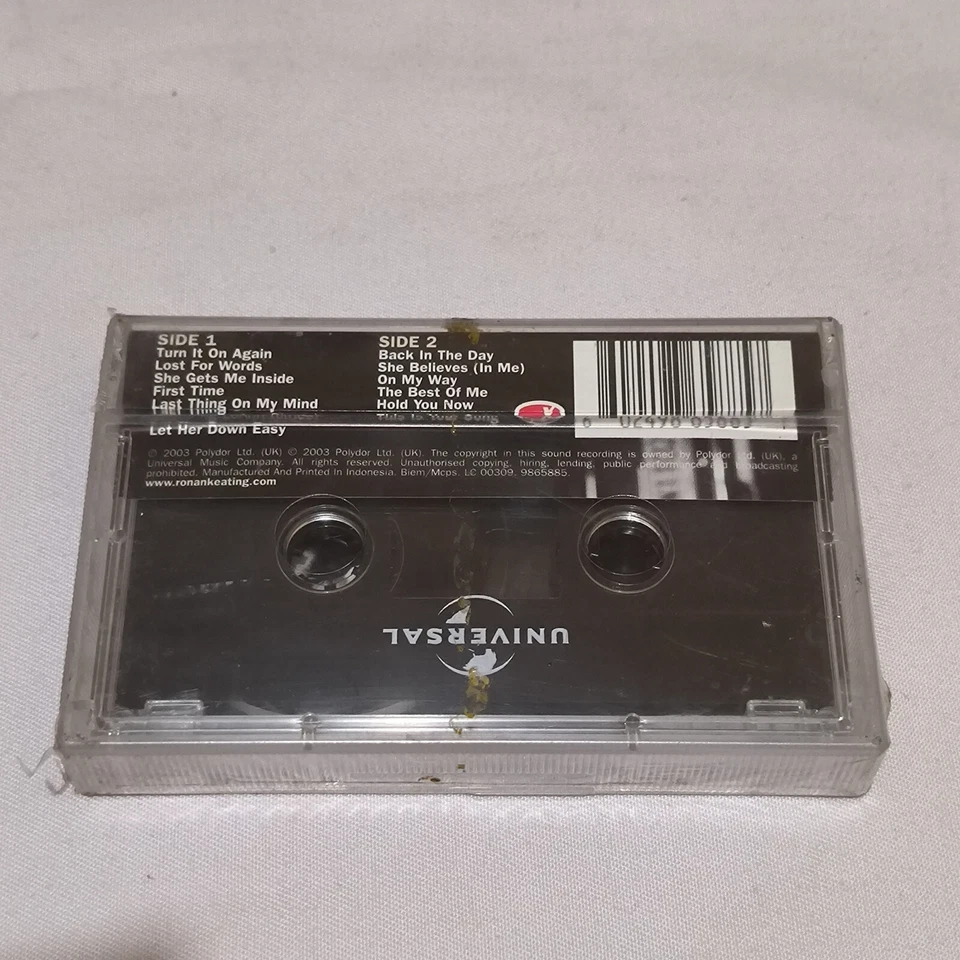 SIDE 1
Turn It On Again
Lost For Words
She Gets Me Inside
First Time
Last Thing On My Mind
Let Her Down Easy
SIDE 2
Back In The Day
She Believes (In Me)
On My Way
The Best Of Me
Hold You Now
This Is Your Song
℗ 2003 Polydor Ltd. (UK) © 2003 Polydor Ltd. (UK). The copyright in this sound recording is owned by Polydor Ltd. (UK), a
Universal Music Company. All rights reserved. Unauthorised copying, hiring, lending, public performance and broadcasting
prohibited. Manufactured And Printed In Indonesia. Biem/Mcps. LC 00309. 9865885.
www.ronankeating.com
UNIVERSAL